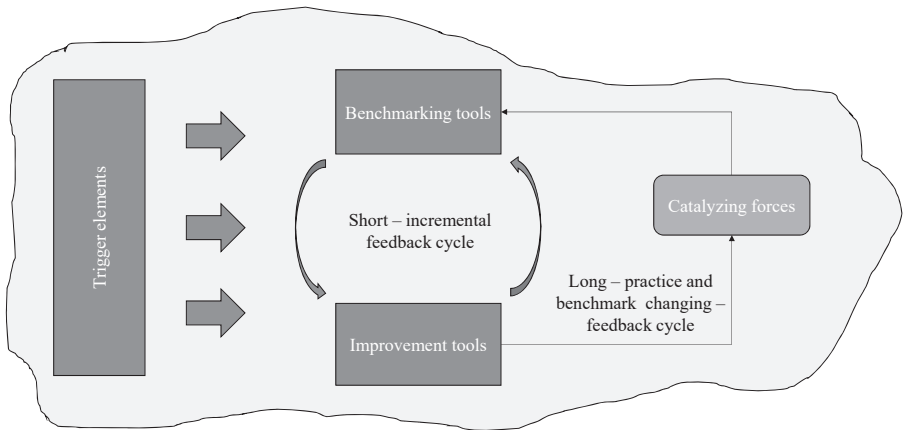 Trigger elements
Benchmarking tools
Short – incremental
feedback cycle
Improvement tools
Catalyzing forces
Long – practice and
benchmark changing –
feedback cycle